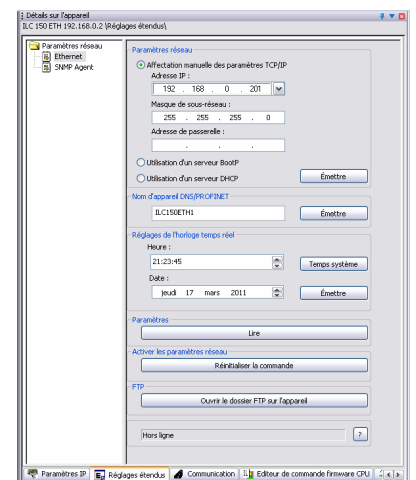 Détails sur l'appareil
ILC 150 ETH 192.168.0.2 \Réglages étendus\
Paramètres réseau
Ethernet
SNMP Agent
Paramètres réseau
Affectation manuelle des paramètres TCP/IP
Adresse IP :
192 . 168 . 0 . 201
Masque de sous-réseau :
255 . 255 . 255 . 0
Adresse de passerelle :
. . .
Utilisation d'un serveur BootP
Utilisation d'un serveur DHCP
Émettre
Nom d'appareil DNS/PROFINET
ILC150ETH1
Émettre
Réglages de l'horloge temps réel
Heure :
21:23:45
Temps système
Date :
jeudi 17 mars 2011
Émettre
Paramètres
Lire
Activer les paramètres réseau
Réinitialiser la commande
FTP
Ouvrir le dossier FTP sur l'appareil
Hors ligne
?
Paramètres IP
Réglages étendus
Communication
Editeur de commande firmware CPU